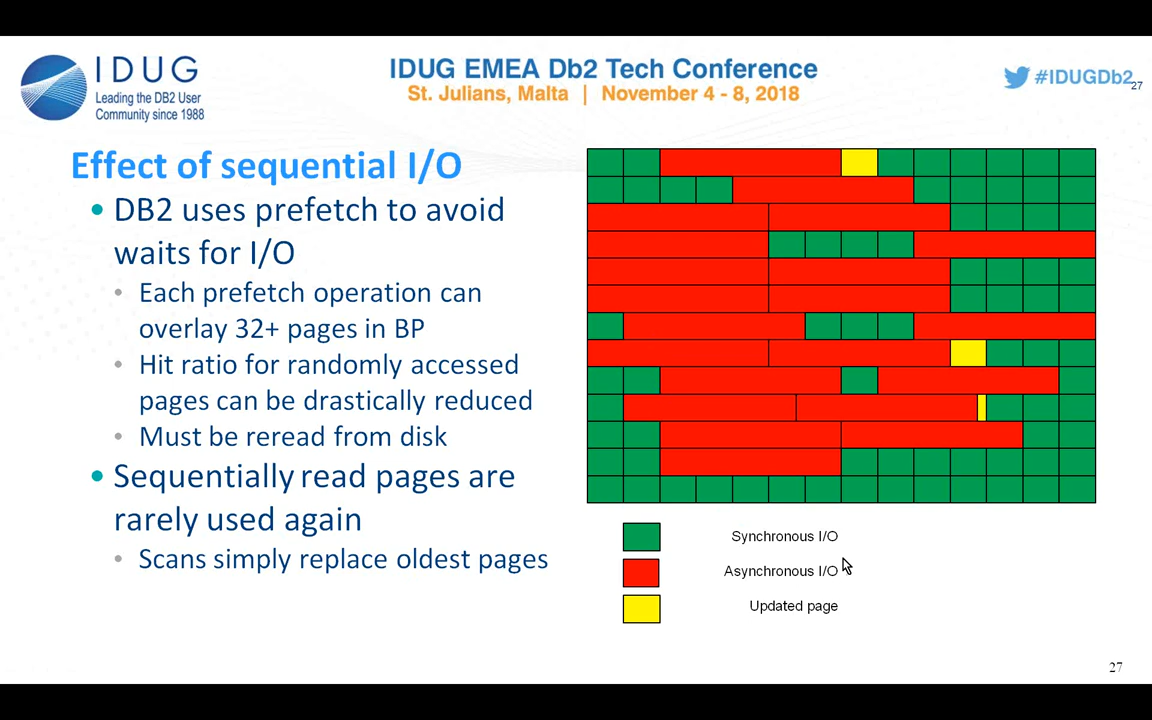 IDUG
Leading the DB2 User
Community since 1988
IDUG EMEA Db2 Tech Conference
St. Julians, Malta | November 4 - 8, 2018
#IDUGDb2
27
Effect of sequential I/O
• DB2 uses prefetch to avoid
waits for I/O
• Each prefetch operation can
overlay 32+ pages in BP
• Hit ratio for randomly accessed
pages can be drastically reduced
• Must be reread from disk
• Sequentially read pages are
rarely used again
• Scans simply replace oldest pages
Synchronous I/O
Asynchronous I/O
Updated page
27